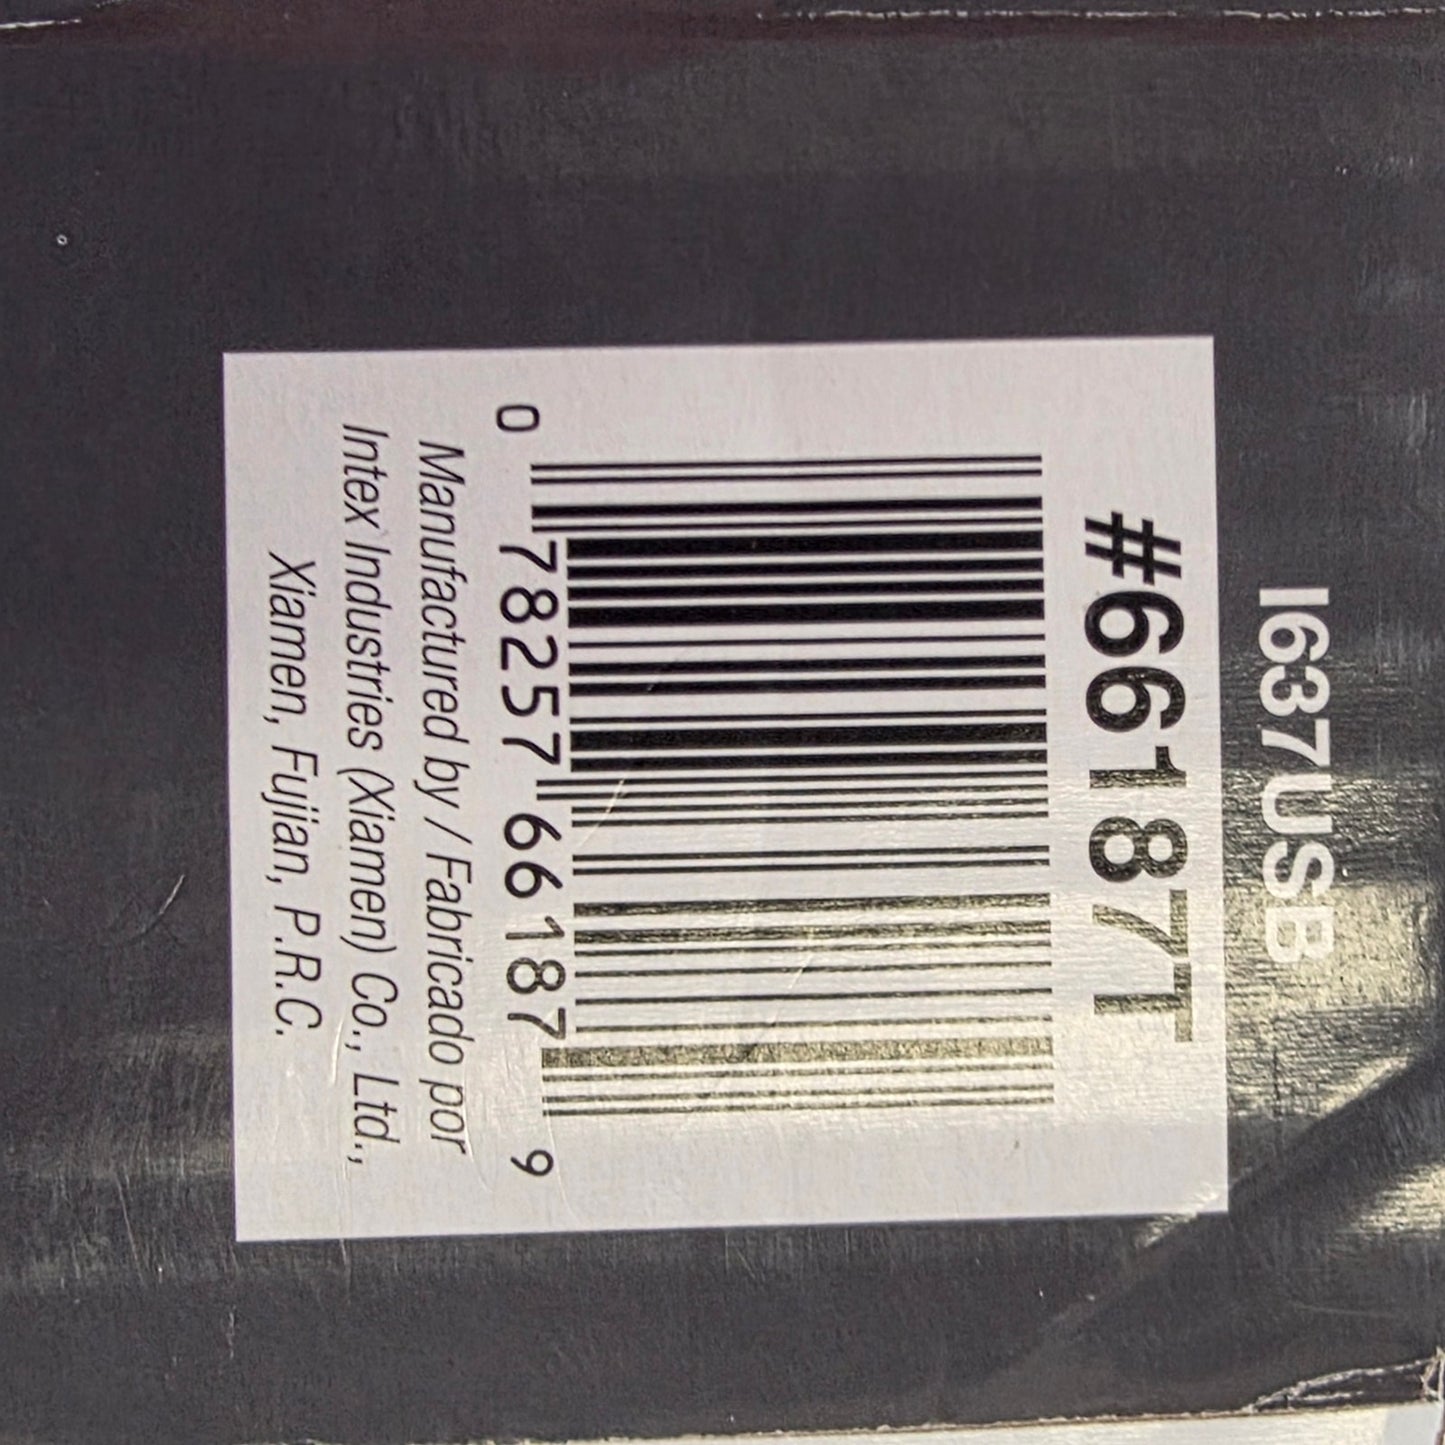 I637USB
#66187T
0 78257 66187 9
Manufactured by / Fabricado por
Intex Industries (Xiamen) Co., Ltd.,
Xiamen, Fujian, P.R.C.